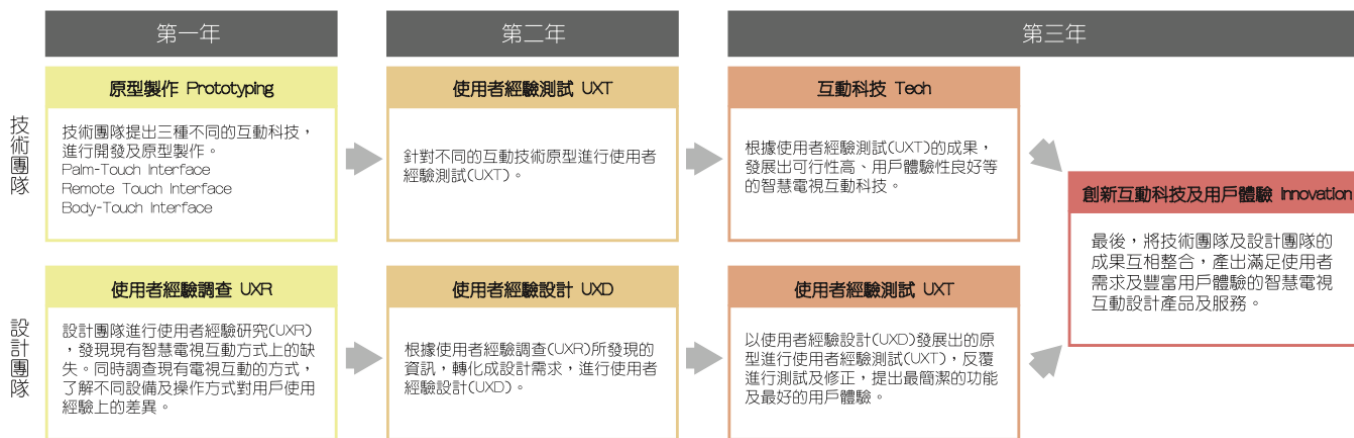 第一年
第二年
第三年
技術團隊
原型製作 Prototyping
技術團隊提出三種不同的互動科技，
進行開發及原型製作。
Palm-Touch Interface
Remote Touch Interface
Body-Touch Interface
使用者經驗測試 UXT
針對不同的互動技術原型進行使用者
經驗測試(UXT)。
互動科技 Tech
根據使用者經驗測試(UXT)的成果，
發展出可行性高、用戶體驗性良好等
的智慧電視互動科技。
設計團隊
使用者經驗調查 UXR
設計團隊進行使用者經驗研究(UXR)
，發現現有智慧電視互動方式上的缺
失。同時調查現有電視互動的方式，
了解不同設備及操作方式對用戶使用
經驗上的差異。
使用者經驗設計 UXD
根據使用者經驗調查(UXR)所發現的
資訊，轉化成設計需求，進行使用者
經驗設計(UXD)。
使用者經驗測試 UXT
以使用者經驗設計(UXD)發展出的原
型進行使用者經驗測試(UXT)，反覆
進行測試及修正，提出最簡潔的功能
及最好的用戶體驗。
創新互動科技及用戶體驗 Innovation
最後，將技術團隊及設計團隊的
成果互相整合，產出滿足使用者
需求及豐富用戶體驗的智慧電視
互動設計產品及服務。